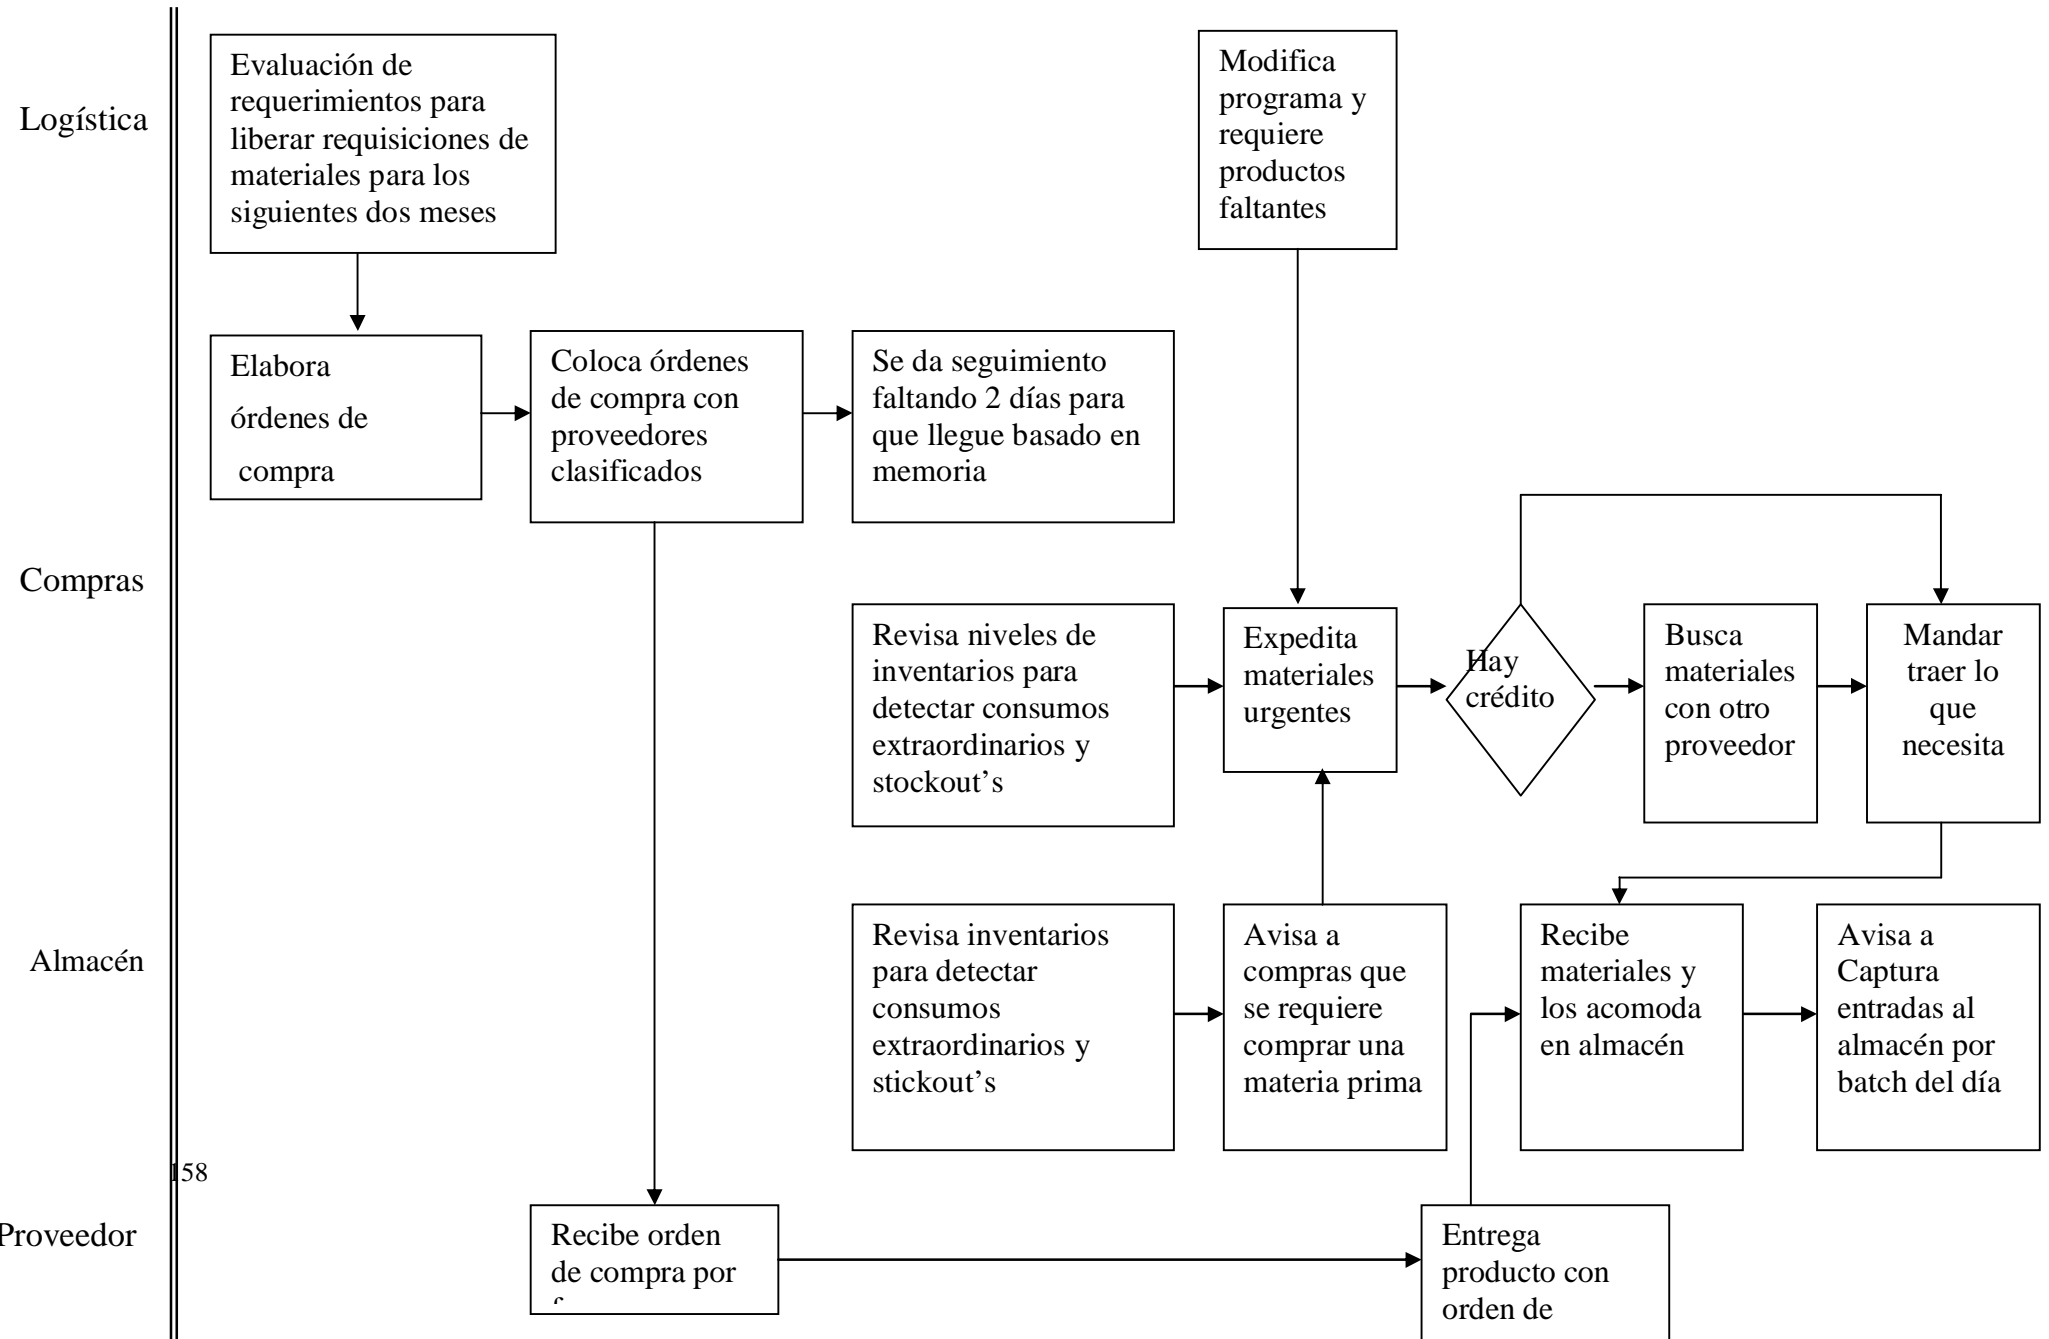 Logística
Evaluación de
requerimientos para
liberar requisiciones de
materiales para los
siguientes dos meses
Modifica
programa y
requiere
productos
faltantes
Compras
Elabora
órdenes de
compra
Coloca órdenes
de compra con
proveedores
clasificados
Se da seguimiento
faltando 2 días para
que llegue basado en
memoria
Revisa niveles de
inventarios para
detectar consumos
extraordinarios y
stockout’s
Expedita
materiales
urgentes
Hay
crédito
Busca
materiales
con otro
proveedor
Mandar
traer lo
que
necesita
Almacén
Revisa inventarios
para detectar
consumos
extraordinarios y
stickout’s
Avisa a
compras que
se requiere
comprar una
materia prima
Recibe
materiales y
los acomoda
en almacén
Avisa a
Captura
entradas al
almacén por
batch del día
158
Proveedor
Recibe orden
de compra por
Entrega
producto con
orden de